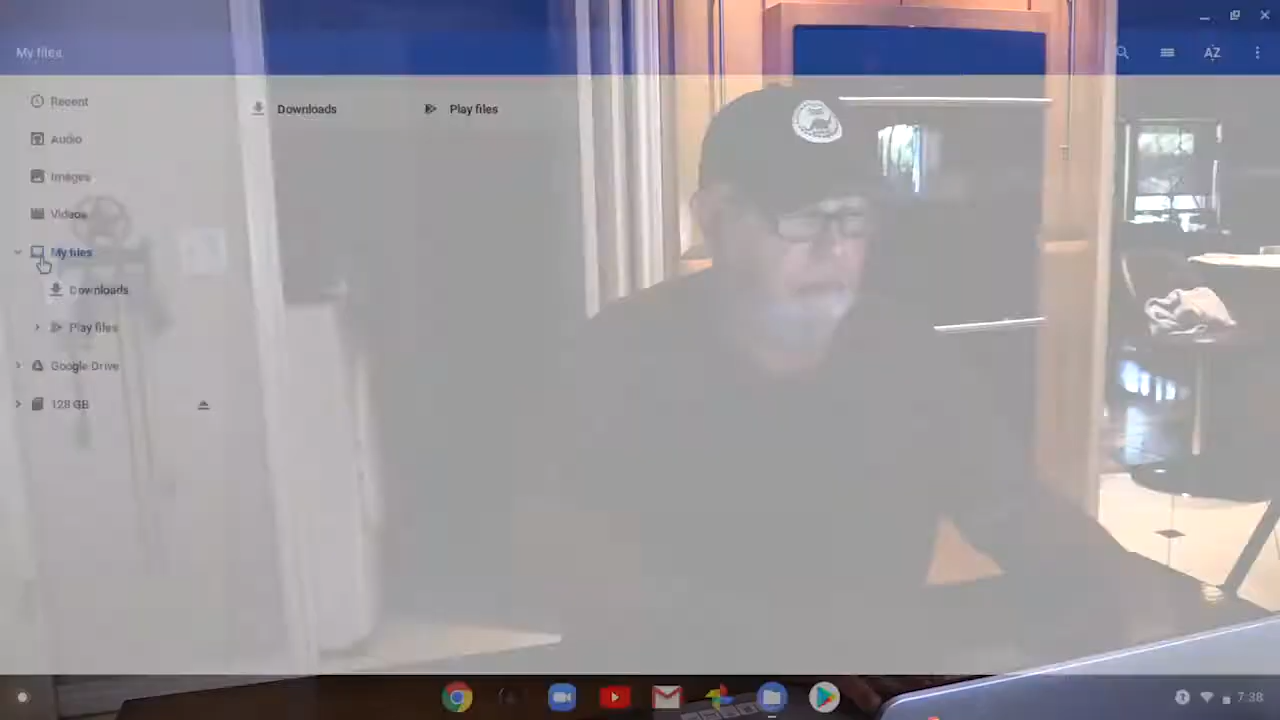 My files
AZ
Recent
Downloads
Play files
Audio
Images
Videos
My files
Downloads
Play files
Google Drive
128 GB
7:38